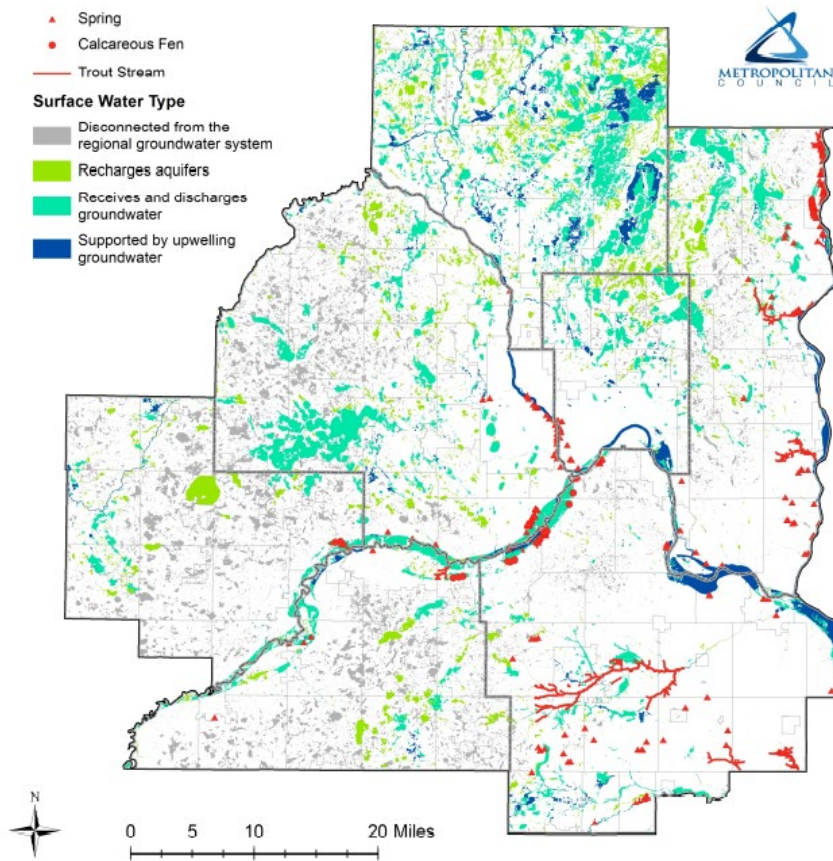 Spring
Calcareous Fen
Trout Stream
Surface Water Type
Disconnected from the
regional groundwater system
Recharges aquifers
Receives and discharges
groundwater
Supported by upwelling
groundwater
METROPOLITAN
COUNCIL
N
0 5 10 20 Miles